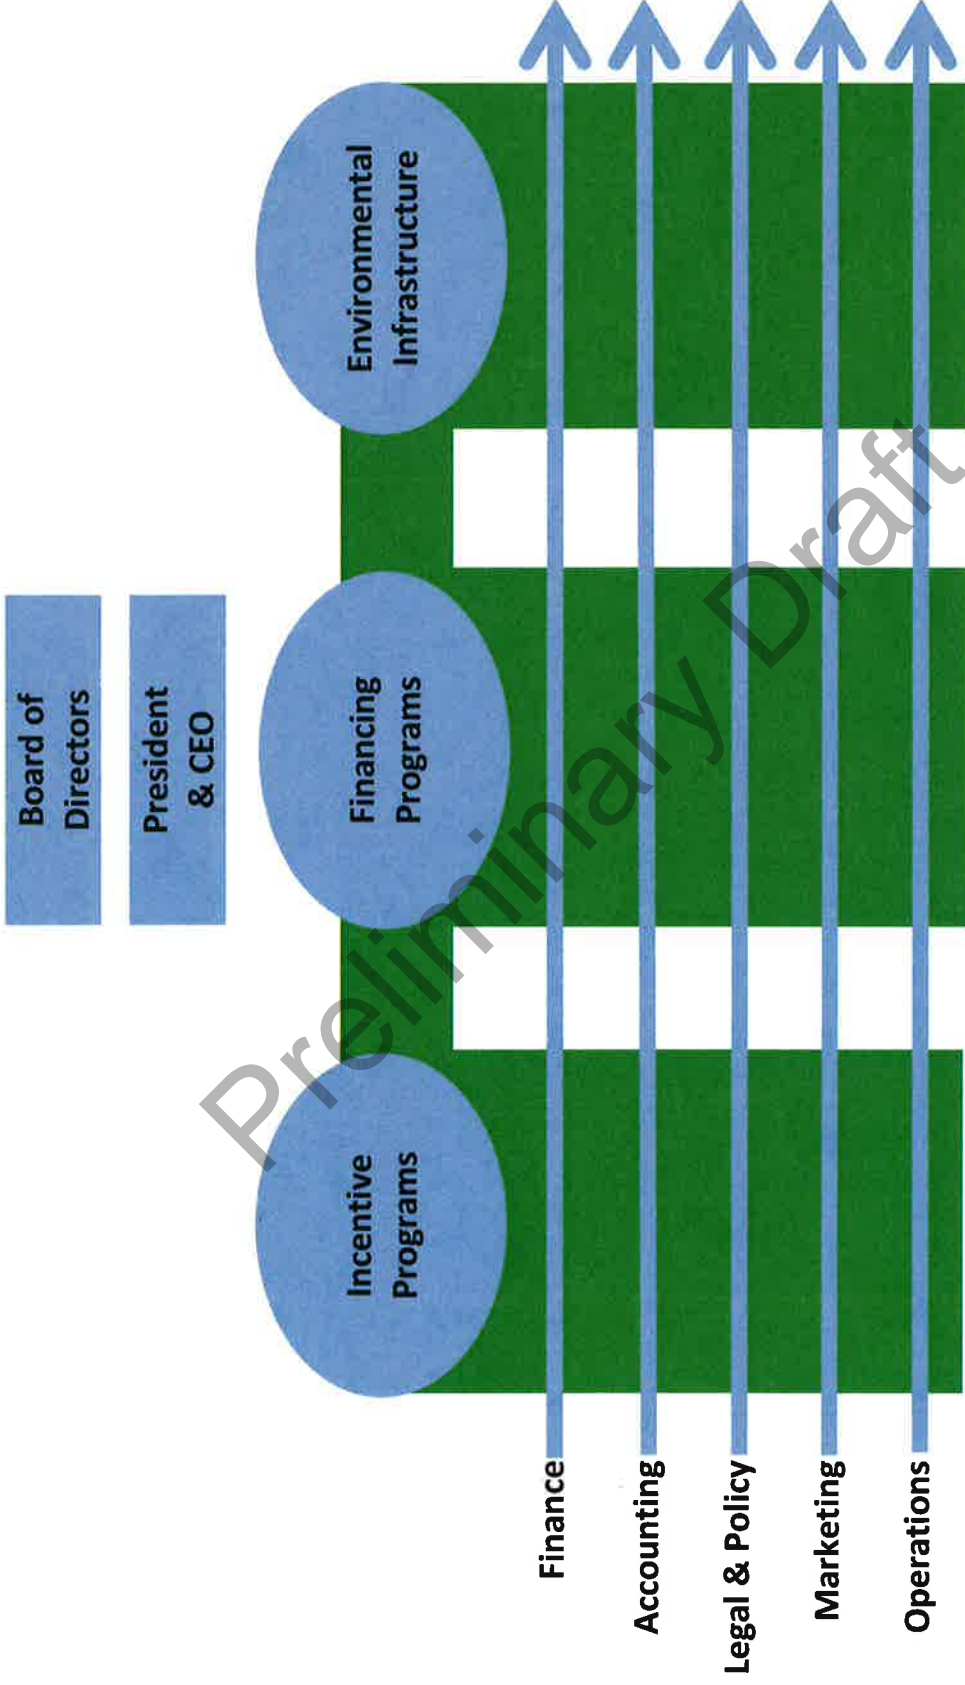 Board of
Directors
President
& CEO
Incentive
Programs
Financing
Programs
Environmental
Infrastructure
Finance
Accounting
Legal & Policy
Marketing
Operations
Preliminary Draft